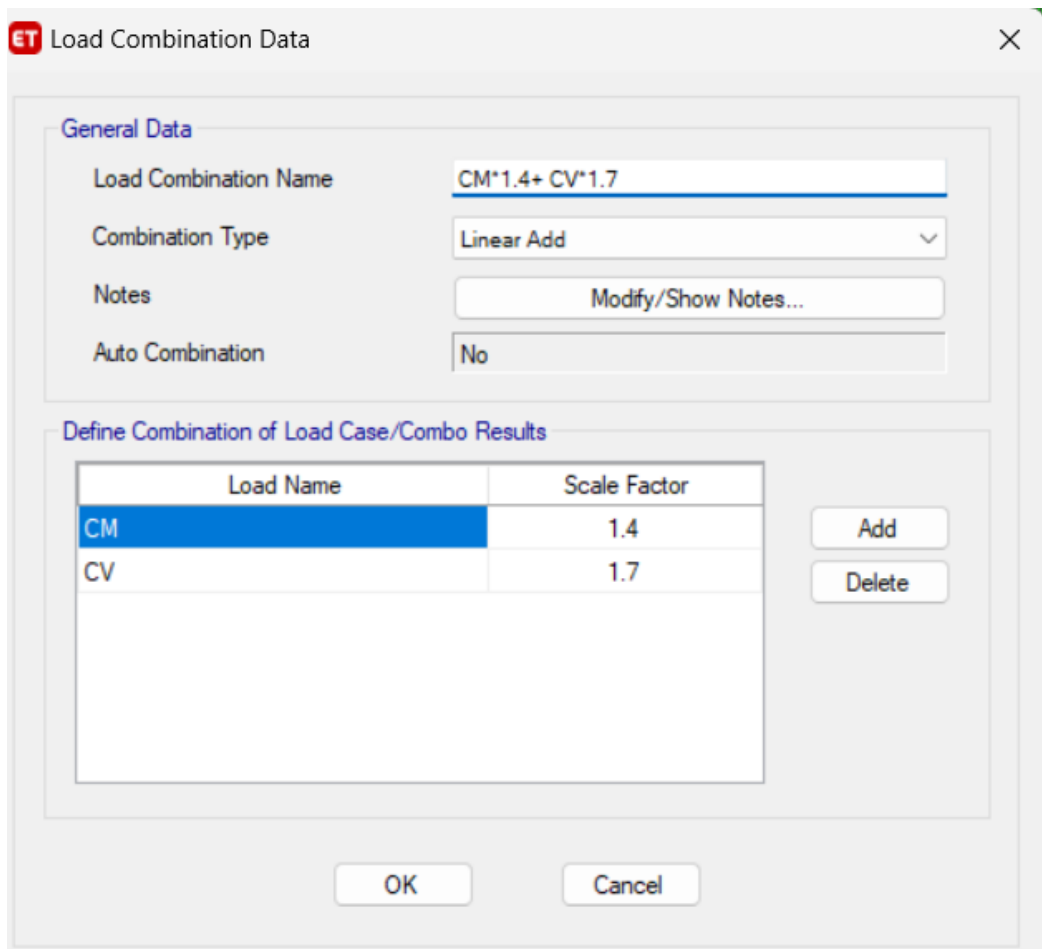 ET Load Combination Data
General Data
Load Combination Name CM*1.4+ CV*1.7
Combination Type Linear Add
Notes Modify/Show Notes...
Auto Combination No
Define Combination of Load Case/Combo Results
Load Name Scale Factor
CM 1.4 Add
CV 1.7 Delete
OK Cancel